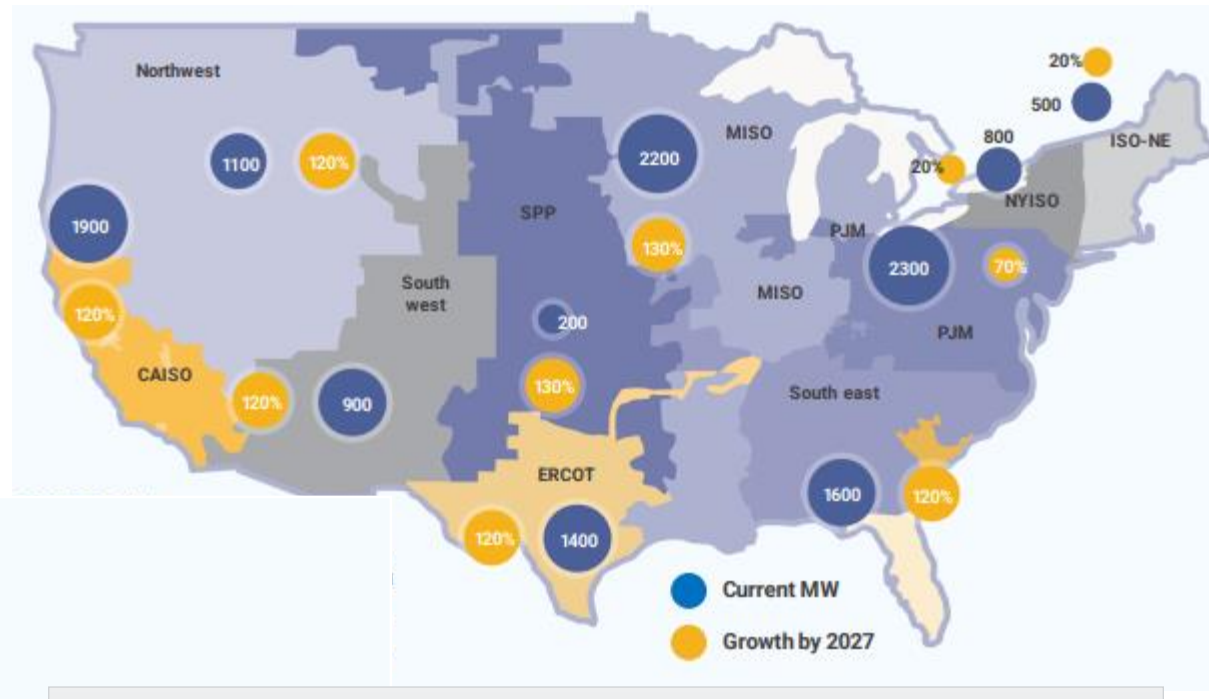 20%
500
800
ISO-NE
Northwest
MISO
1100
120%
2200
20%
NYISO
1900
SPP
PJM
130%
2300
70%
South
west
MISO
120%
200
PJM
CAISO
130%
South east
120%
900
ERCOT
1600
120%
120%
1400
Current MW
Growth by 2027